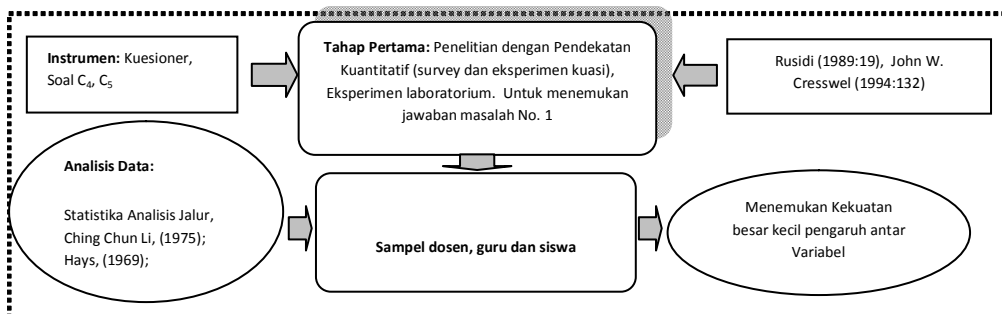 Instrumen: Kuesioner,
Soal C₄, C₅
Tahap Pertama: Penelitian dengan Pendekatan
Kuantitatif (survey dan eksperimen kuasi),
Eksperimen laboratorium. Untuk menemukan
jawaban masalah No. 1
Rusidi (1989:19), John W.
Cresswel (1994:132)
Analisis Data:
Statistika Analisis Jalur,
Ching Chun Li, (1975);
Hays, (1969);
Sampel dosen, guru dan siswa
Menemukan Kekuatan
besar kecil pengaruh antar
Variabel